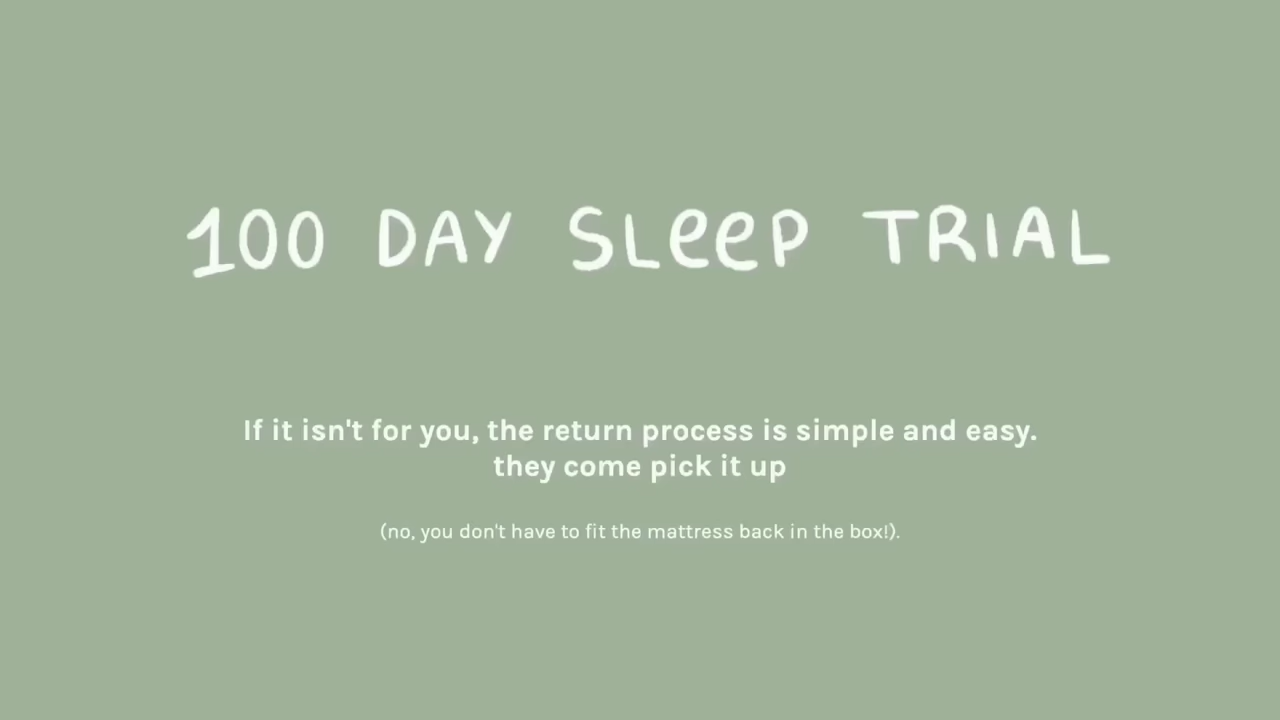 100 DAY SLeeP TRIAL
If it isn't for you, the return process is simple and easy.
they come pick it up
(no, you don't have to fit the mattress back in the box!).